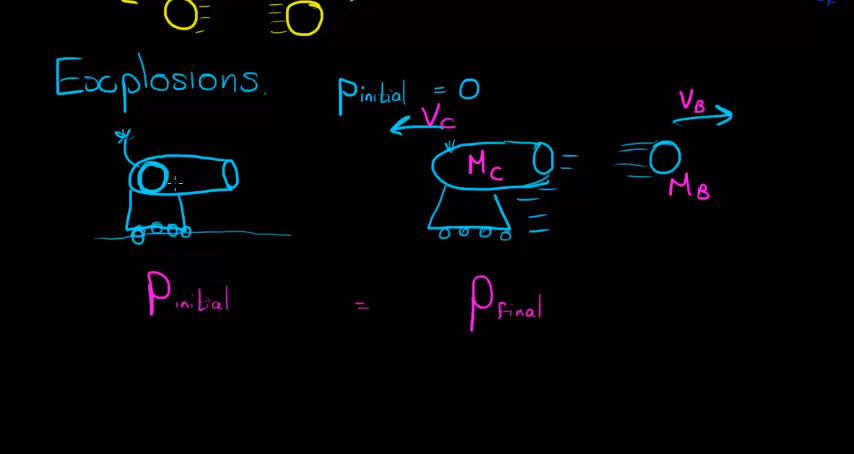 Explosions.
Pinitial = 0
Vc
VB
Mc
MB
Pinitial = Pfinal